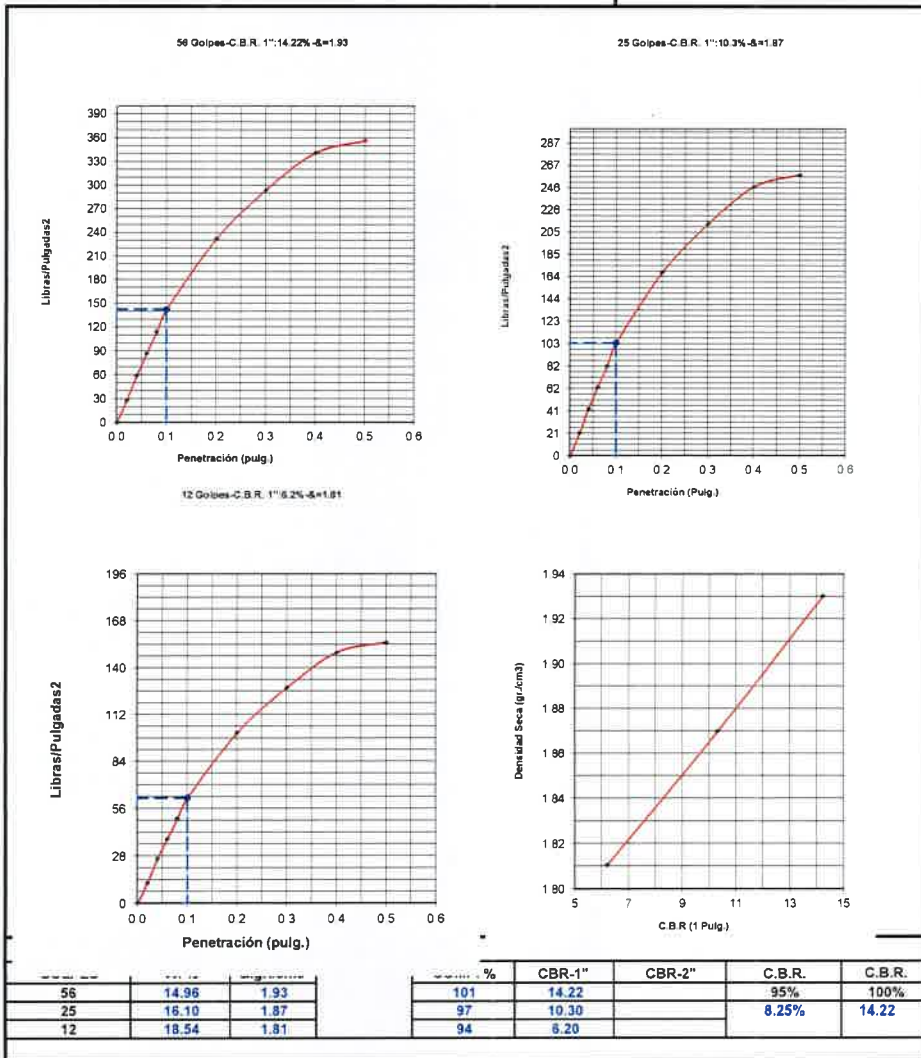 56 Golpes-C.B.R. 1":14.22%-&=1.93
25 Golpes-C.B.R. 1":10.3%-&=1.87
390
360
330
300
270
240
210
180
150
120
90
60
30
0
Libras/Pulgadas2
0.0 0.1 0.2 0.3 0.4 0.5 0.6
Penetración (pulg.)
287
267
246
226
205
185
164
144
123
103
82
62
41
21
0
Libras/Pulgadas2
0.0 0.1 0.2 0.3 0.4 0.5 0.6
Penetración (Pulg.)
12 Golpes-C.B.R. 1":6.2%-&=1.81
196
168
140
112
84
56
28
0
Libras/Pulgadas2
0.0 0.1 0.2 0.3 0.4 0.5 0.6
Penetración (pulg.)
1.94
1.92
1.90
1.88
1.86
1.84
1.82
1.80
Densidad Seca (gr./cm3)
5 7 9 11 13 15
C.B.R (1 Pulg.)
% CBR-1" CBR-2" C.B.R. C.B.R.
56 14.96 1.93 101 14.22 95% 100%
25 16.10 1.87 97 10.30 8.25% 14.22
12 18.54 1.81 94 6.20